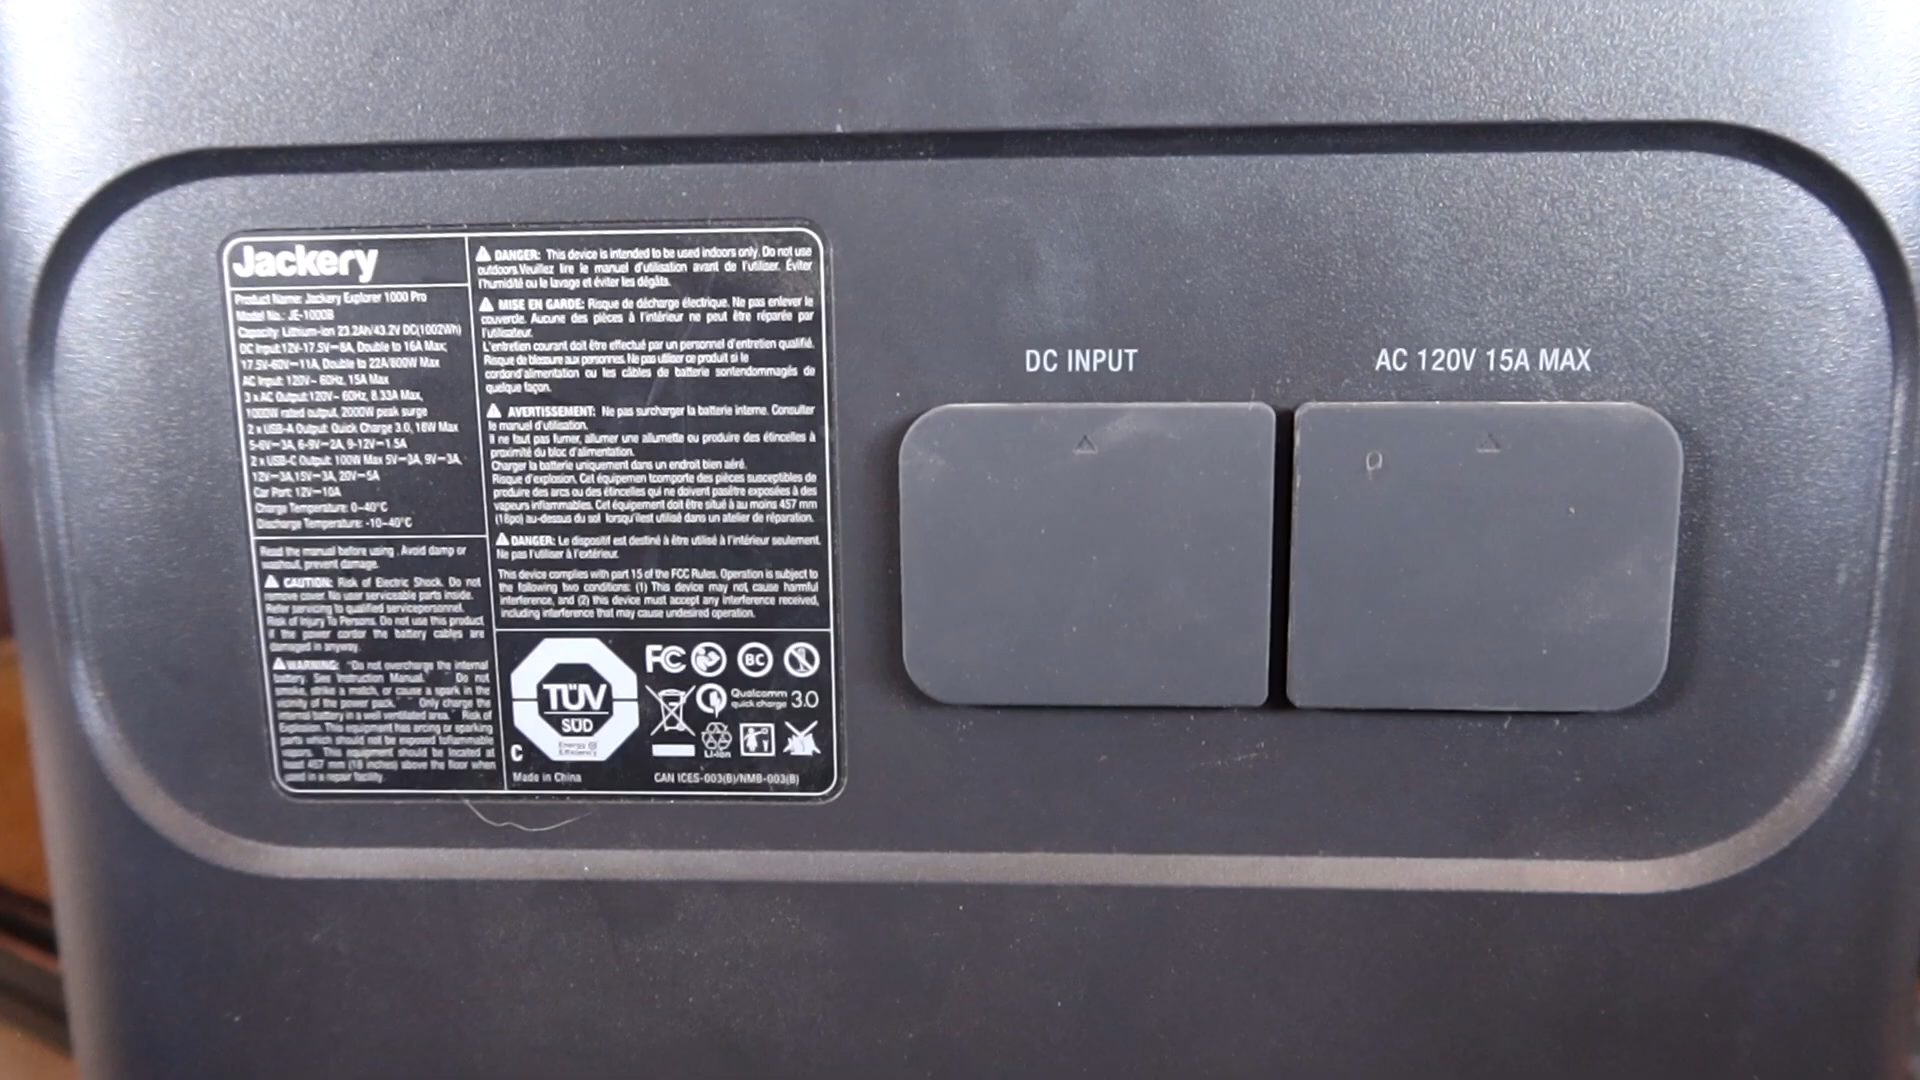 Jackery
Product Name: Jackery Explorer 1000 Pro
Model No.: JE-1000B
Capacity: Lithium-ion 23.2Ah/43.2V DC(1002Wh)
DC Input:12V-17.5V⎓8A, Double to 16A Max;
17.5V-60V⎓11A, Double to 22A/800W Max
AC Input: 120V~ 60Hz, 15A Max
3 x AC Output:120V~ 60Hz, 8.33A Max,
1000W rated output, 2000W peak surge
2 x USB-A Output: Quick Charge 3.0, 18W Max
5-6V⎓3A, 6-9V⎓2A, 9-12V⎓1.5A
2 x USB-C Output: 100W Max 5V⎓3A, 9V⎓3A,
12V⎓3A,15V⎓3A, 20V⎓5A
Car Port: 12V⎓10A
Charge Temperature: 0~40°C
Discharge Temperature: -10~40°C
Read the manual before using . Avoid damp or
washout, prevent damage.
CAUTION: Risk of Electric Shock. Do not
remove cover. No user serviceable parts inside.
Refer servicing to qualified servicepersonnel.
Risk of Injury To Persons. Do not use this product
if the power cordor the battery cables are
damaged in anyway.
WARNING: "Do not overcharge the internal
battery. See Instruction Manual." " Do not
smoke, strike a match, or cause a spark in the
vicinity of the power pack." " Only charge the
internal battery in a well ventilated area." Risk of
Explosion. This equipment has arcing or sparking
parts which should not be exposed toflammable
vapors. This equipment should be located at
least 457 mm (18 inches) above the floor when
used in a repair facility.
DANGER: This device is intended to be used indoors only. Do not use
outdoors.Veuillez lire le manuel d'utilisation avant de l'utiliser. Éviter
l'humidité ou le lavage et éviter les dégâts.
MISE EN GARDE: Risque de décharge électrique. Ne pas enlever le
couvercle. Aucune des pièces à l'intérieur ne peut être réparée par
l'utilisateur.
L'entretien courant doit être effectué par un personnel d'entretien qualifié.
Risque de blessure aux personnes. Ne pas utiliser ce produit si le
cordond'alimentation ou les câbles de batterie sontendommagés de
quelque façon.
AVERTISSEMENT: Ne pas surcharger la batterie interne. Consulter
le manuel d'utilisation.
Il ne faut pas fumer, allumer une allumette ou produire des étincelles à
proximité du bloc d'alimentation.
Charger la batterie uniquement dans un endroit bien aéré.
Risque d'explosion. Cet équipemen tcomporte des pièces susceptibles de
produire des arcs ou des étincelles qui ne doivent pasêtre exposées à des
vapeurs inflammables. Cet équipement doit être situé à au moins 457 mm
(18po) au-dessus du sol lorsqu'ilest utilisé dans un atelier de réparation.
DANGER: Le dispositif est destiné à être utilisé à l'intérieur seulement.
Ne pas l'utiliser à l'extérieur.
This device complies with part 15 of the FCC Rules. Operation is subject to
the following two conditions: (1) This device may not cause harmful
interference, and (2) this device must accept any interference received,
including interference that may cause undesired operation.
C
TÜV
SÜD
Energy
Efficiency
FC
BC
Qualcomm
quick charge 3.0
Li-ion
Made in China
CAN ICES-003(B)/NMB-003(B)
DC INPUT
AC 120V 15A MAX